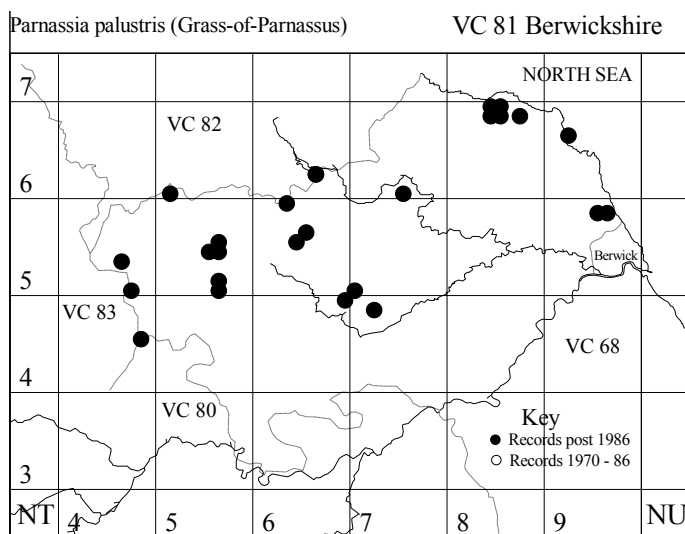 Parnassia palustris (Grass-of-Parnassus) VC 81 Berwickshire
NORTH SEA
7
VC 82
6
Berwick
5
VC 83
VC 68
4
VC 80
Key
Records post 1986
Records 1970 - 86
3
NT 4 5 6 7 8 9 NU